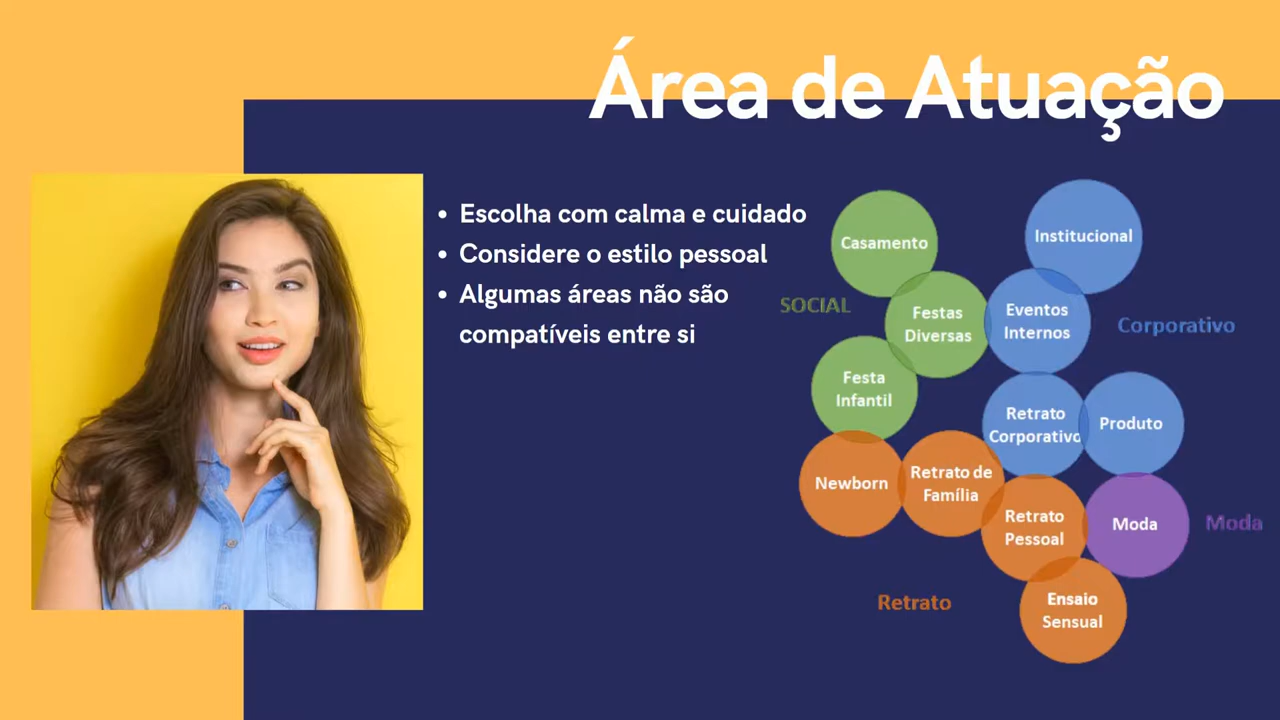 Área de Atuação
• Escolha com calma e cuidado
• Considere o estilo pessoal
• Algumas áreas não são
compatíveis entre si
Casamento
Institucional
SOCIAL
Festas
Diversas
Eventos
Internos
Corporativo
Festa
Infantil
Retrato
Corporativo
Produto
Newborn
Retrato de
Família
Retrato
Pessoal
Moda
Moda
Retrato
Ensaio
Sensual